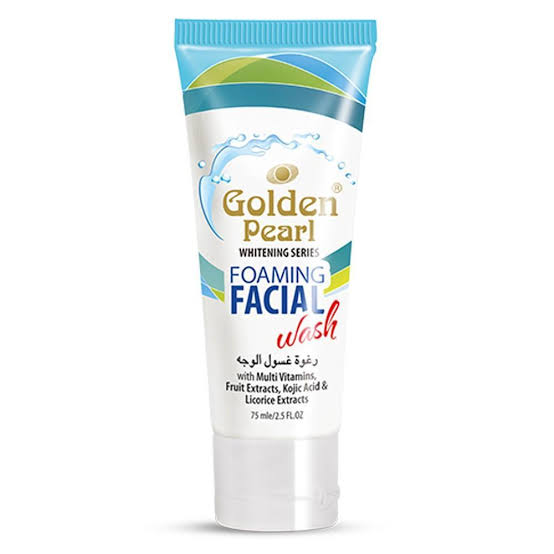 Golden®
Pearl
WHITENING SERIES
FOAMING
FACIAL
Wash
رغوة غسول الوجه
with Multi Vitamins,
Fruit Extracts, Kojic Acid &
Licorice Extracts
75 mle/2.5 FL.OZ